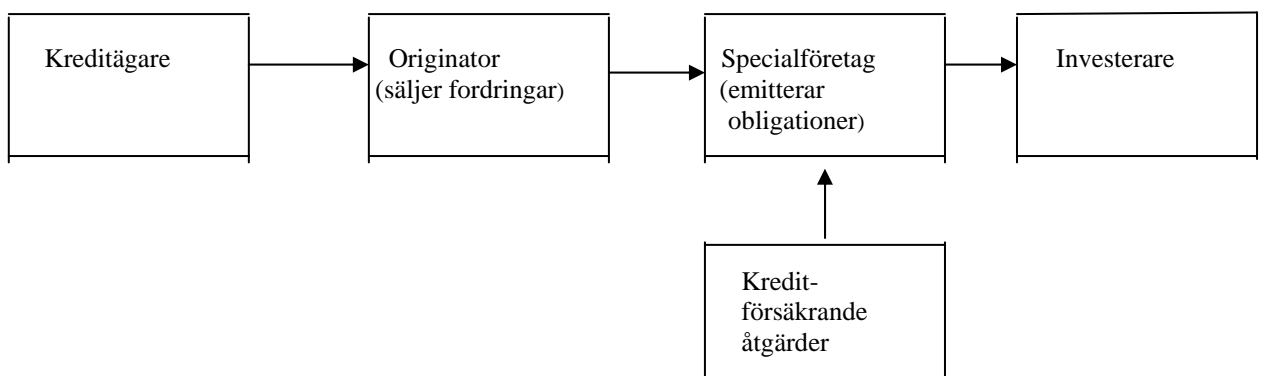 Kreditägare
Originator
(säljer fordringar)
Specialföretag
(emitterar
obligationer)
Investerare
Kredit-
försäkrande
åtgärder